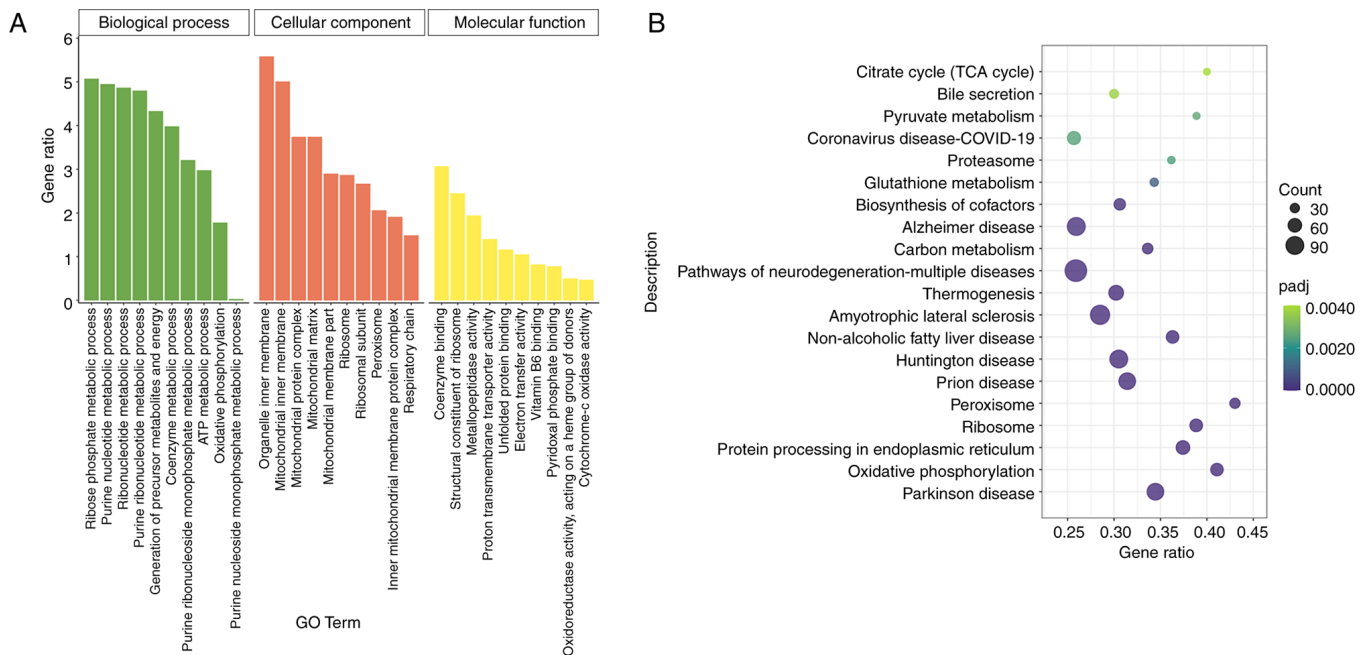 A
Biological process
Cellular component
Molecular function
6
5
4
3
2
1
0
Gene ratio
Ribose phosphate metabolic process
Purine nucleotide metabolic process
Ribonucleotide metabolic process
Purine ribonucleotide metabolic process
Generation of precursor metabolites and energy
Coenzyme metabolic process
Purine ribonucleoside monophosphate metabolic process
ATP metabolic process
Oxidative phosphorylation
Purine nucleoside monophosphate metabolic process
Organelle inner membrane
Mitochondrial inner membrane
Mitochondrial protein complex
Mitochondrial matrix
Mitochondrial membrane part
Ribosome
Ribosomal subunit
Peroxisome
Inner mitochondrial membrane protein complex
Respiratory chain
Coenzyme binding
Structural constituent of ribosome
Metallopeptidase activity
Proton transmembrane transporter activity
Unfolded protein binding
Electron transfer activity
Vitamin B6 binding
Pyridoxal phosphate binding
Oxidoreductase activity, acting on a heme group of donors
Cytochrome-c oxidase activity
GO Term
B
Description
Citrate cycle (TCA cycle)
Bile secretion
Pyruvate metabolism
Coronavirus disease-COVID-19
Proteasome
Glutathione metabolism
Biosynthesis of cofactors
Alzheimer disease
Carbon metabolism
Pathways of neurodegeneration-multiple diseases
Thermogenesis
Amyotrophic lateral sclerosis
Non-alcoholic fatty liver disease
Huntington disease
Prion disease
Peroxisome
Ribosome
Protein processing in endoplasmic reticulum
Oxidative phosphorylation
Parkinson disease
0.25 0.30 0.35 0.40 0.45
Gene ratio
Count
30
60
90
padj
0.0040
0.0020
0.0000